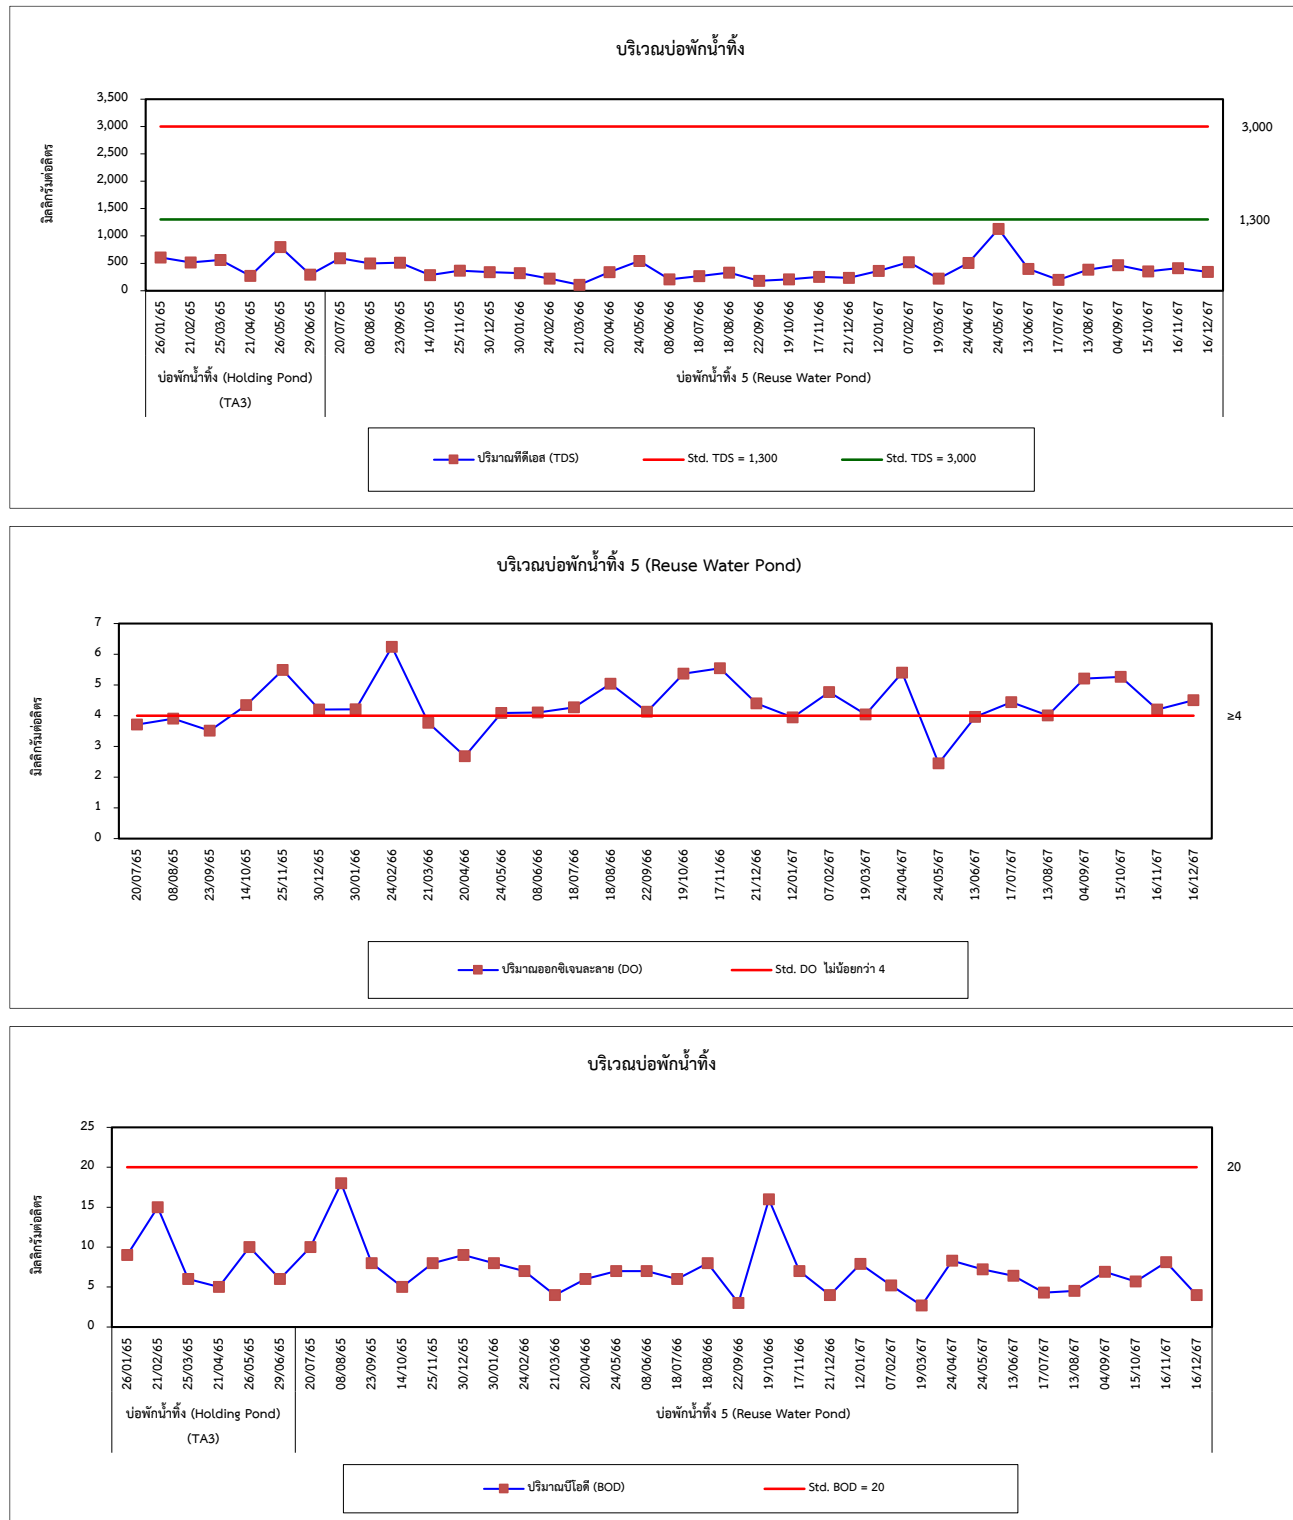 บริเวณบ่อพักน้ำทิ้ง
มิลลิกรัมต่อลิตร
3,500
3,000
2,500
2,000
1,500
1,000
500
0
3,000
1,300
26/01/65 21/02/65 25/03/65 21/04/65 26/05/65 29/06/65 20/07/65 08/08/65 23/09/65 14/10/65 25/11/65 30/12/65 30/01/66 24/02/66 21/03/66 20/04/66 24/05/66 08/06/66 18/07/66 18/08/66 22/09/66 19/10/66 17/11/66 21/12/66 12/01/67 07/02/67 19/03/67 24/04/67 24/05/67 13/06/67 17/07/67 13/08/67 04/09/67 15/10/67 16/11/67 16/12/67
บ่อพักน้ำทิ้ง (Holding Pond) บ่อพักน้ำทิ้ง 5 (Reuse Water Pond)
(TA3)
ปริมาณทีดีเอส (TDS) Std. TDS = 1,300 Std. TDS = 3,000
บริเวณบ่อพักน้ำทิ้ง 5 (Reuse Water Pond)
มิลลิกรัมต่อลิตร
7
6
5
4
3
2
1
0
≥4
20/07/65 08/08/65 23/09/65 14/10/65 25/11/65 30/12/65 30/01/66 24/02/66 21/03/66 20/04/66 24/05/66 08/06/66 18/07/66 18/08/66 22/09/66 19/10/66 17/11/66 21/12/66 12/01/67 07/02/67 19/03/67 24/04/67 24/05/67 13/06/67 17/07/67 13/08/67 04/09/67 15/10/67 16/11/67 16/12/67
ปริมาณออกซิเจนละลาย (DO) Std. DO ไม่น้อยกว่า 4
บริเวณบ่อพักน้ำทิ้ง
มิลลิกรัมต่อลิตร
25
20
15
10
5
0
20
26/01/65 21/02/65 25/03/65 21/04/65 26/05/65 29/06/65 20/07/65 08/08/65 23/09/65 14/10/65 25/11/65 30/12/65 30/01/66 24/02/66 21/03/66 20/04/66 24/05/66 08/06/66 18/07/66 18/08/66 22/09/66 19/10/66 17/11/66 21/12/66 12/01/67 07/02/67 19/03/67 24/04/67 24/05/67 13/06/67 17/07/67 13/08/67 04/09/67 15/10/67 16/11/67 16/12/67
บ่อพักน้ำทิ้ง (Holding Pond) บ่อพักน้ำทิ้ง 5 (Reuse Water Pond)
(TA3)
ปริมาณบีโอดี (BOD) Std. BOD = 20